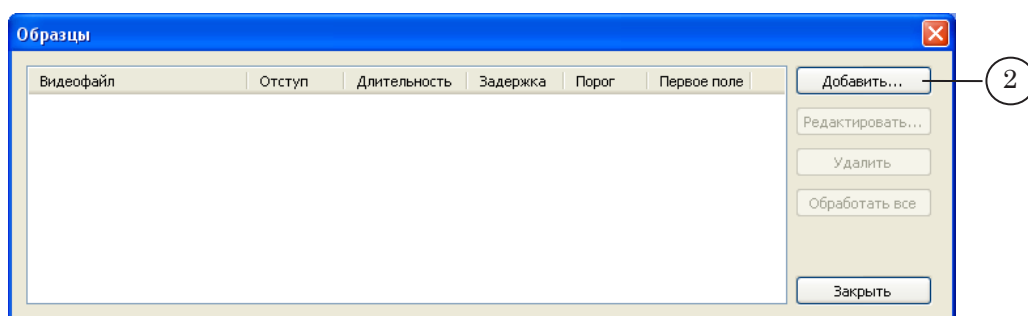 Образцы
Видеофайл Отступ Длительность Задержка Порог Первое поле
Добавить...
2
Редактировать...
Удалить
Обработать все
Закрыть